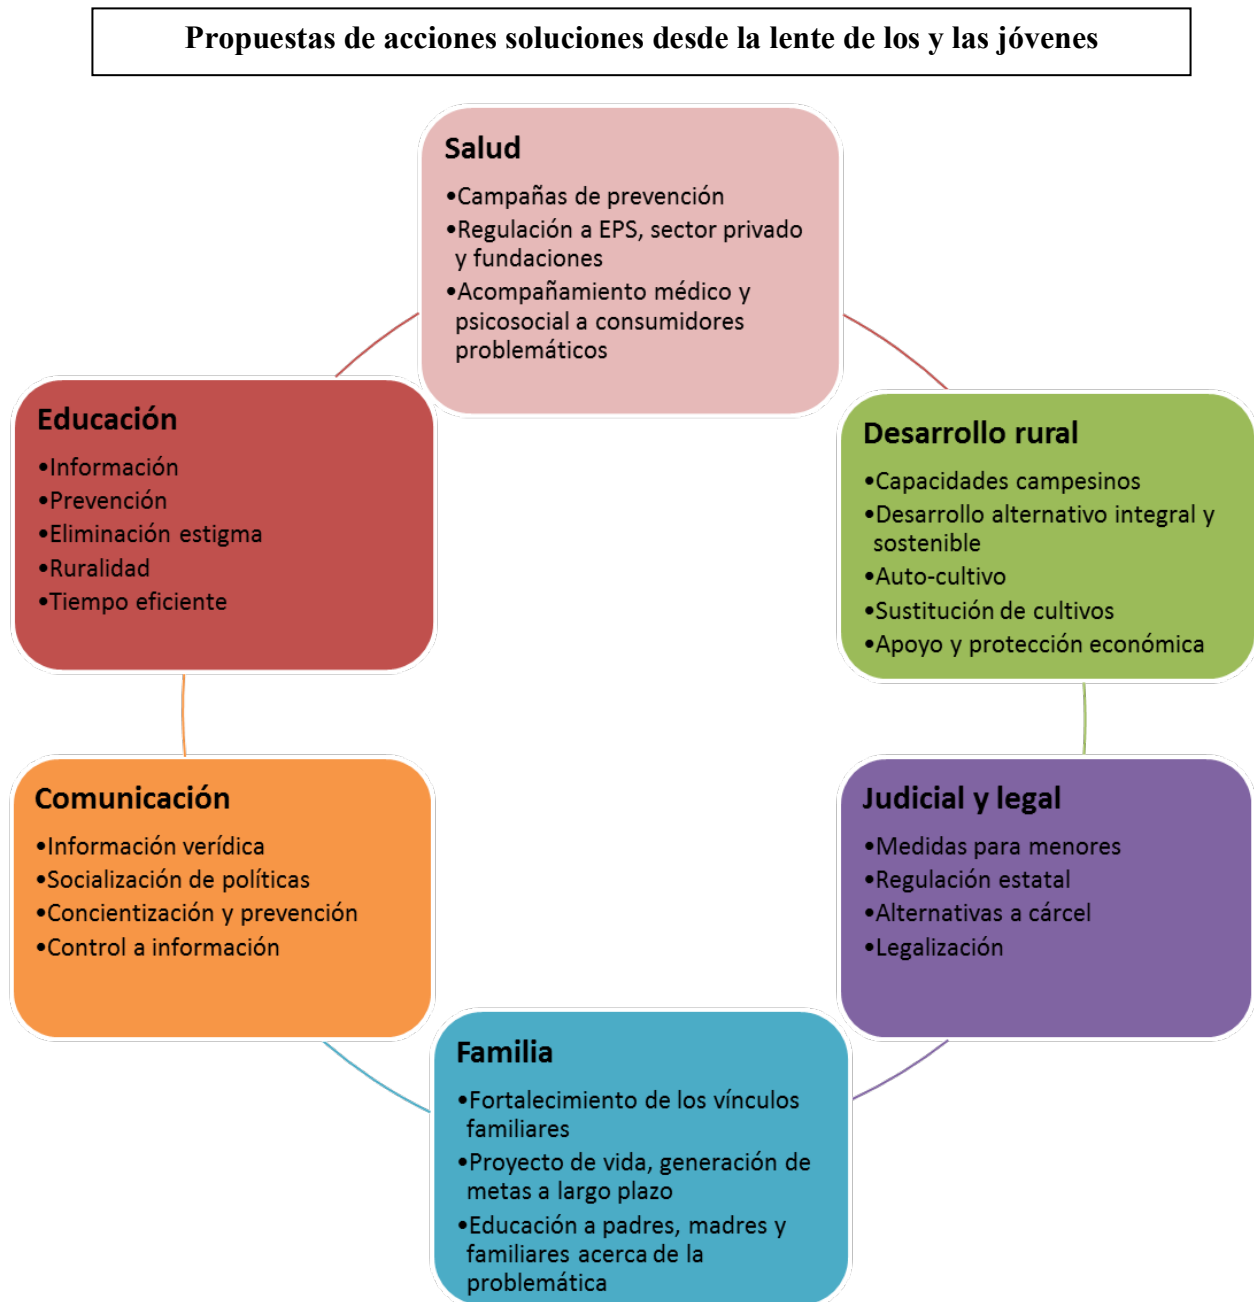 Propuestas de acciones soluciones desde la lente de los y las jóvenes
Salud
•Campañas de prevención
•Regulación a EPS, sector privado
y fundaciones
•Acompañamiento médico y
psicosocial a consumidores
problemáticos
Desarrollo rural
•Capacidades campesinos
•Desarrollo alternativo integral y
sostenible
•Auto-cultivo
•Sustitución de cultivos
•Apoyo y protección económica
Judicial y legal
•Medidas para menores
•Regulación estatal
•Alternativas a cárcel
•Legalización
Familia
•Fortalecimiento de los vínculos
familiares
•Proyecto de vida, generación de
metas a largo plazo
•Educación a padres, madres y
familiares acerca de la
problemática
Comunicación
•Información verídica
•Socialización de políticas
•Concientización y prevención
•Control a información
Educación
•Información
•Prevención
•Eliminación estigma
•Ruralidad
•Tiempo eficiente